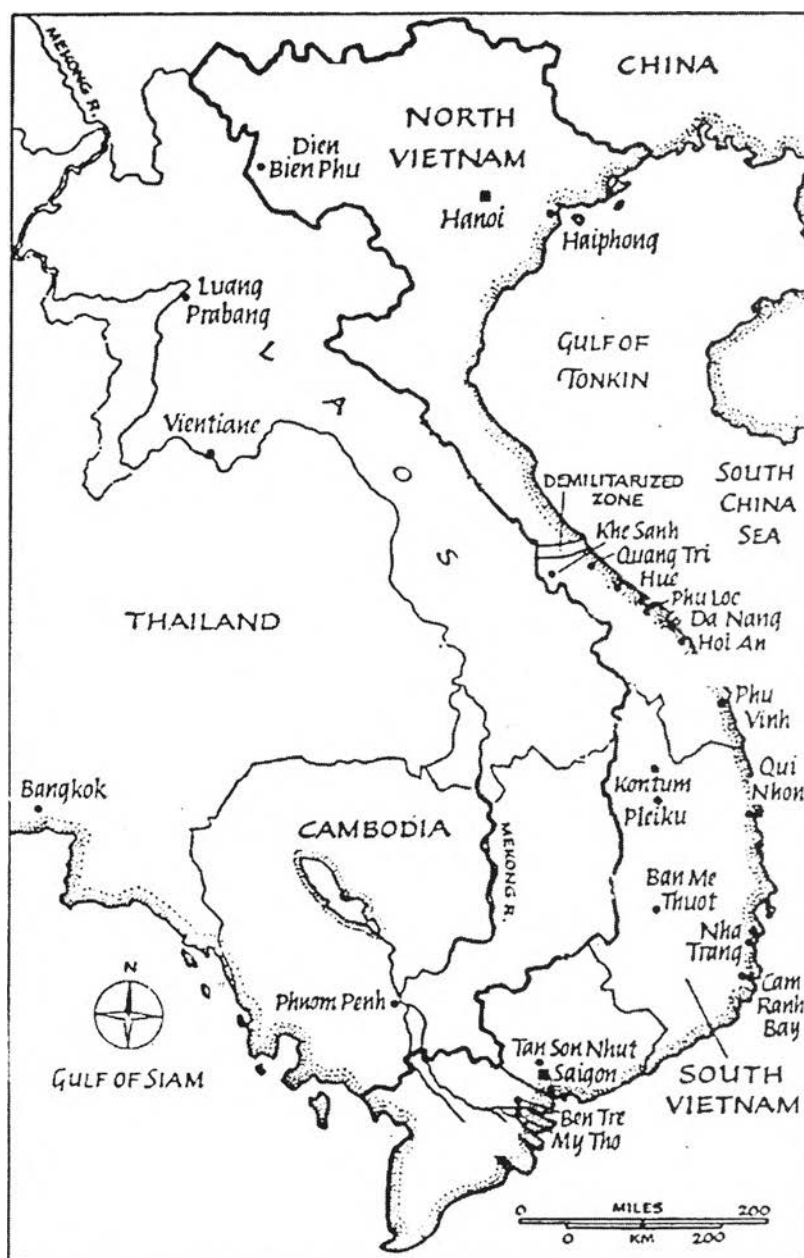 MEKONG R.
CHINA
NORTH
VIETNAM
Dien
Bien Phu
Hanoi
Haiphong
Luang
Prabang
GULF OF
TONKIN
LAOS
Vientiane
DEMILITARIZED
ZONE
SOUTH
CHINA
SEA
Khe Sanh
Quang Tri
Hue
Phu Loc
Da Nang
Hoi An
THAILAND
Phu
Vinh
Bangkok
Kontum
Pleiku
Qui
Nhon
CAMBODIA
MEKONG R.
Ban Me
Thuot
Nha
Trang
N
Phnom Penh
Cam
Ranh
Bay
GULF OF SIAM
Tan Son Nhut
Saigon
SOUTH
VIETNAM
Ben Tre
My Tho
0 MILES 200
0 KM 200